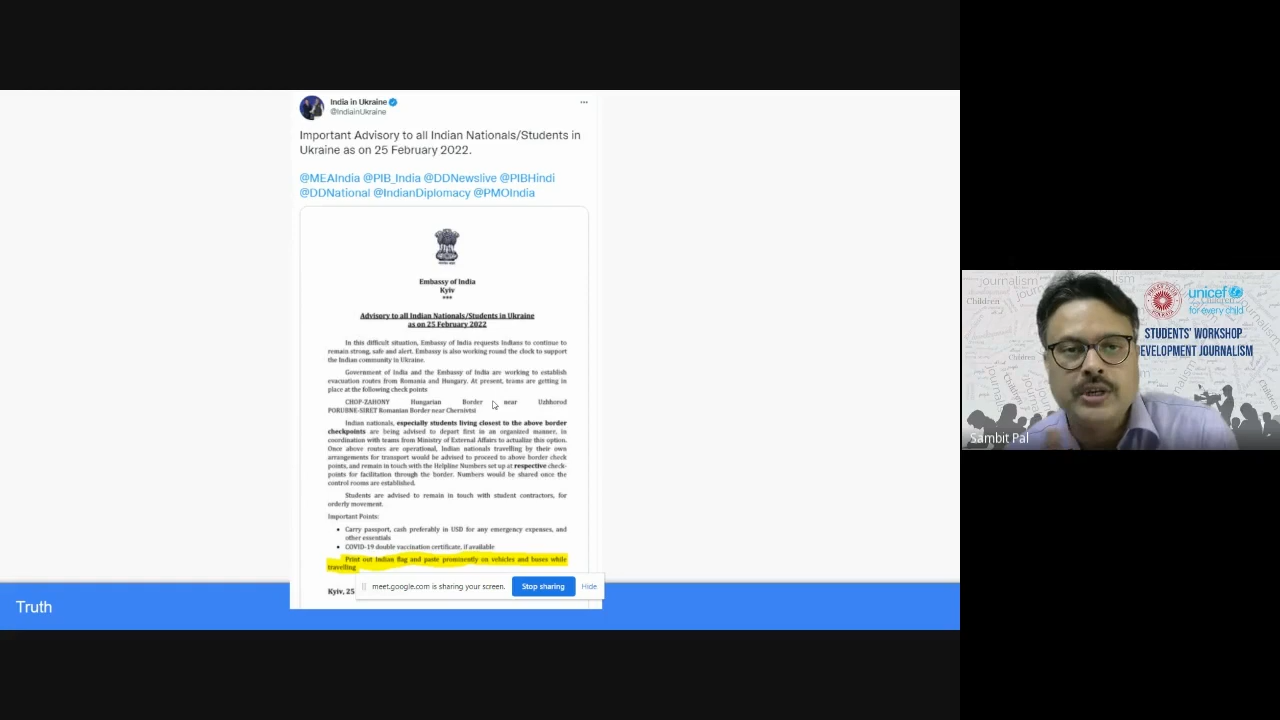 India in Ukraine
@IndiainUkraine
Important Advisory to all Indian Nationals/Students in
Ukraine as on 25 February 2022.
@MEAIndia @PIB_India @DDNewslive @PIBHindi
@DDNational @IndianDiplomacy @PMOIndia
Embassy of India
Kyiv
***
Advisory to all Indian Nationals/Students in Ukraine
as on 25 February 2022
In this difficult situation, Embassy of India requests Indians to continue to
remain strong, safe and alert. Embassy is also working round the clock to support
the Indian community in Ukraine.
Government of India and the Embassy of India are working to establish
evacuation routes from Romania and Hungary. At present, teams are getting in
place at the following check points
CHOP-ZAHONY Hungarian Border near Uzhhorod
PORUBNE-SIRET Romanian Border near Chernivtsi
Indian nationals, especially students living closest to the above border
checkpoints are being advised to depart first in an organized manner, in
coordination with teams from Ministry of External Affairs to actualize this option.
Once above routes are operational, Indian nationals travelling by their own
arrangements for transport would be advised to proceed to above border check
points, and remain in touch with the Helpline Numbers set up at respective check-
points for facilitation through the border. Numbers would be shared once the
control rooms are established.
Students are advised to remain in touch with student contractors, for
orderly movement.
Important Points:
• Carry passport, cash preferably in USD for any emergency expenses, and
other essentials
• COVID-19 double vaccination certificate, if available
Print out Indian flag and paste prominently on vehicles and buses while
travelling
Kyiv, 25
meet.google.com is sharing your screen. Stop sharing Hide
Truth
journalism
Children
unicef
for every child
STUDENTS' WORKSHOP
EVELOPMENT JOURNALISM
Sambit Pal